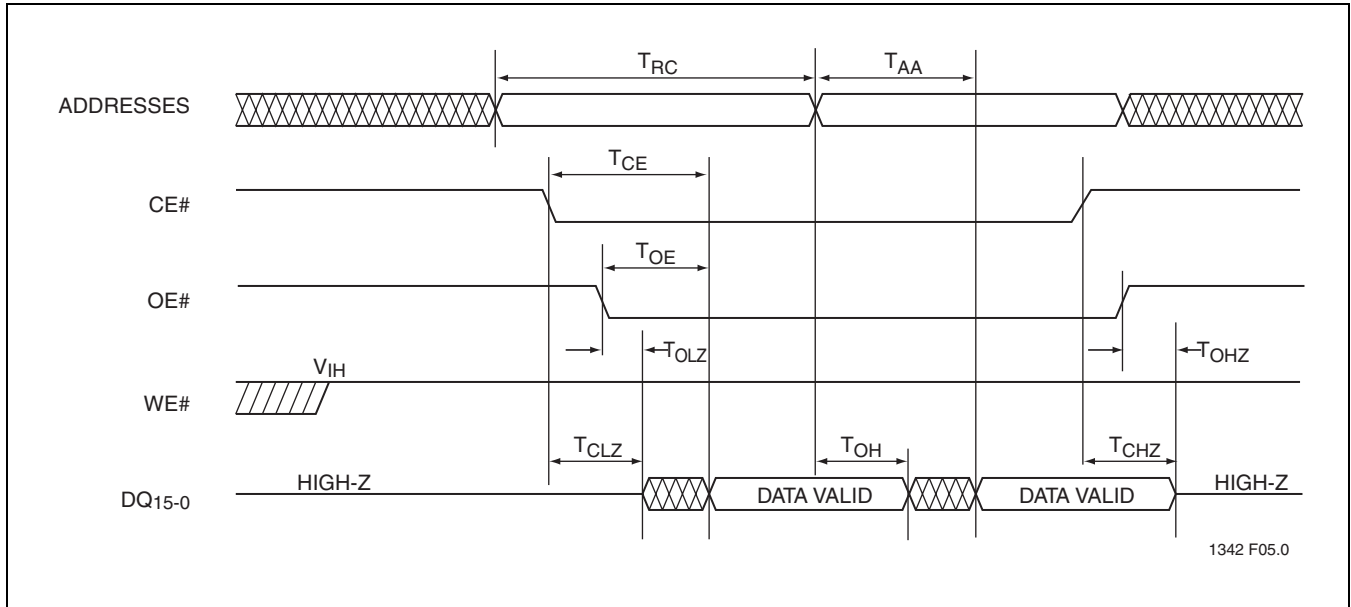 TRC
TAA
ADDRESSES
TCE
CE#
TOE
OE#
TOLZ
TOHZ
VIH
WE#
TCLZ
TOH
TCHZ
HIGH-Z
DATA VALID
DATA VALID
HIGH-Z
DQ15-0
1342 F05.0